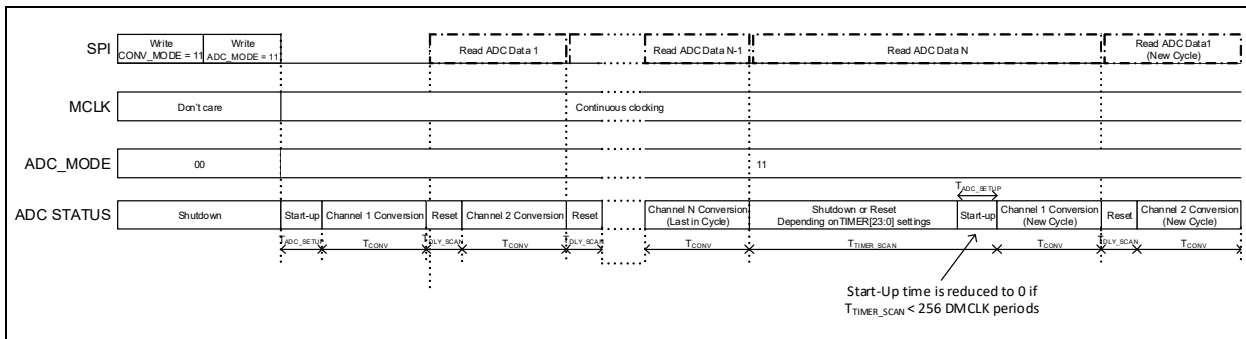 SPI
Write
CONV_MODE = 11
Write
ADC_MODE = 11
Read ADC Data 1
Read ADC Data N-1
Read ADC Data N
Read ADC Data1
(New Cycle)
MCLK
Don't care
Continuous clocking
ADC_MODE
00
11
TADC_SETUP
ADC STATUS
Shutdown
Start-up
Channel 1 Conversion
Reset
Channel 2 Conversion
Reset
Channel N Conversion
(Last in Cycle)
Shutdown or Reset
Depending on TIMER[23:0] settings
Start-up
Channel 1 Conversion
(New Cycle)
Reset
Channel 2 Conversion
(New Cycle)
TADC_SETUP
TCONV
TDLY_SCAN
TCONV
TDLY_SCAN
TCONV
TTIMER_SCAN
TCONV
TDLY_SCAN
TCONV
Start-Up time is reduced to 0 if
TTIMER_SCAN < 256 DMCLK periods